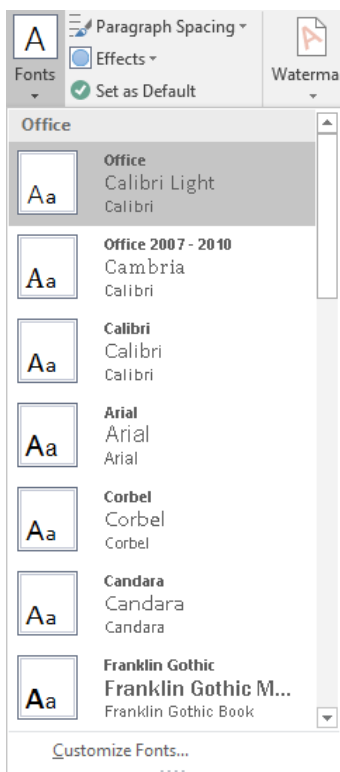 A
Paragraph Spacing
Effects
Fonts
Set as Default
A
Waterma
Office
Aa
Office
Calibri Light
Calibri
Aa
Office 2007 - 2010
Cambria
Calibri
Aa
Calibri
Calibri
Calibri
Aa
Arial
Arial
Arial
Aa
Corbel
Corbel
Corbel
Aa
Candara
Candara
Candara
Aa
Franklin Gothic
Franklin Gothic M...
Franklin Gothic Book
Customize Fonts...